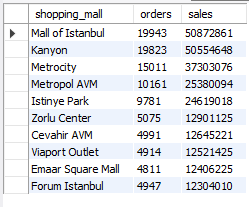 shopping_mall orders sales
Mall of Istanbul 19943 50872861
Kanyon 19823 50554648
Metrocity 15011 37303076
Metropol AVM 10161 25380094
Istinye Park 9781 24619018
Zorlu Center 5075 12901125
Cevahir AVM 4991 12645221
Viaport Outlet 4914 12521425
Emaar Square Mall 4811 12406225
Forum Istanbul 4947 12304010